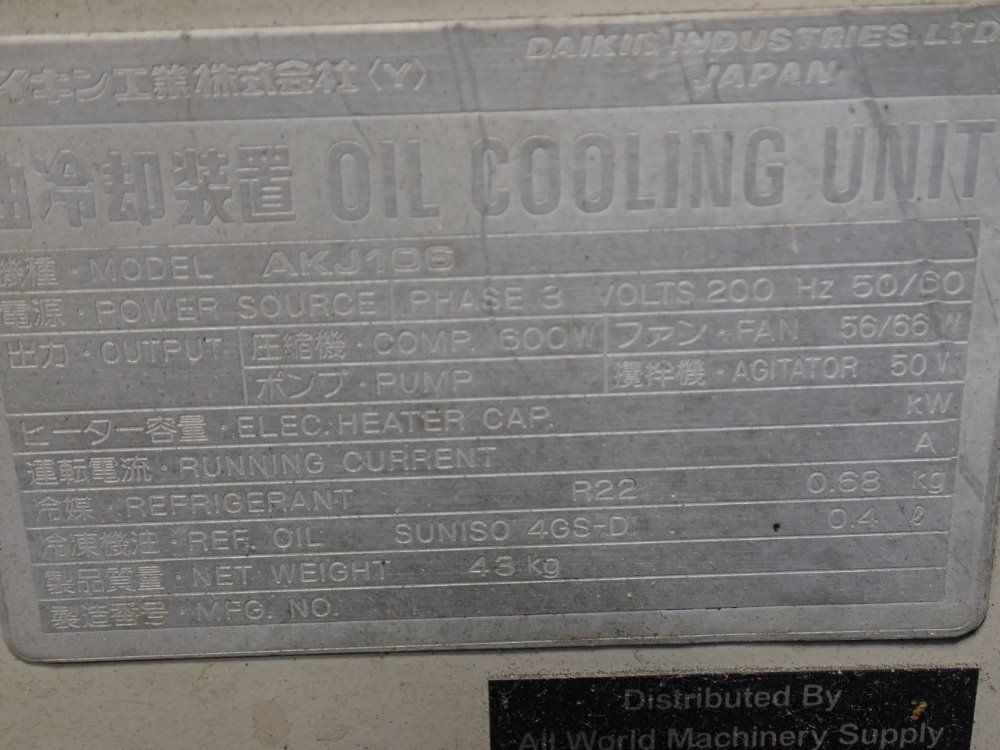 イキン工業株式会社〈Y〉 DAIKIN INDUSTRIES, LTD
JAPAN
油冷却装置 OIL COOLING UNIT
機種・MODEL AKJ106
電源・POWER SOURCE PHASE 3 VOLTS 200 Hz 50/60
出力・OUTPUT 圧縮機・COMP. 600W ファン・FAN 56/66 W
ポンプ・PUMP 攪拌機・AGITATOR 50 W
ヒーター容量・ELEC.HEATER CAP. kW
運転電流・RUNNING CURRENT A
冷媒・REFRIGERANT R22 0.68 kg
冷凍機油・REF. OIL SUNISO 4GS-D 0.4 ℓ
製品質量・NET WEIGHT 43 kg
製造番号・MFG. NO.
Distributed By
All World Machinery Supply